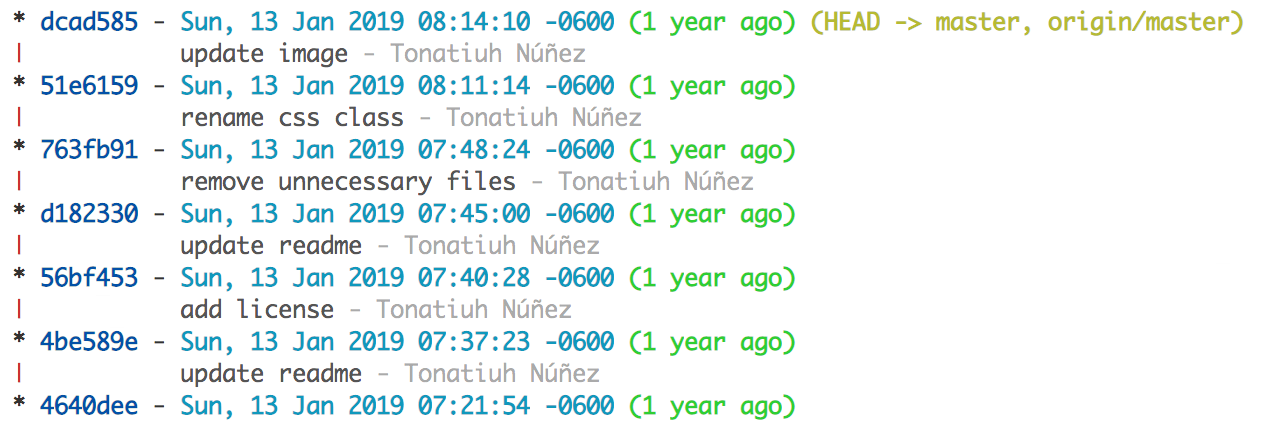 * dcad585 - Sun, 13 Jan 2019 08:14:10 -0600 (1 year ago) (HEAD -> master, origin/master)
| update image - Tonatiuh Núñez
* 51e6159 - Sun, 13 Jan 2019 08:11:14 -0600 (1 year ago)
| rename css class - Tonatiuh Núñez
* 763fb91 - Sun, 13 Jan 2019 07:48:24 -0600 (1 year ago)
| remove unnecessary files - Tonatiuh Núñez
* d182330 - Sun, 13 Jan 2019 07:45:00 -0600 (1 year ago)
| update readme - Tonatiuh Núñez
* 56bf453 - Sun, 13 Jan 2019 07:40:28 -0600 (1 year ago)
| add license - Tonatiuh Núñez
* 4be589e - Sun, 13 Jan 2019 07:37:23 -0600 (1 year ago)
| update readme - Tonatiuh Núñez
* 4640dee - Sun, 13 Jan 2019 07:21:54 -0600 (1 year ago)